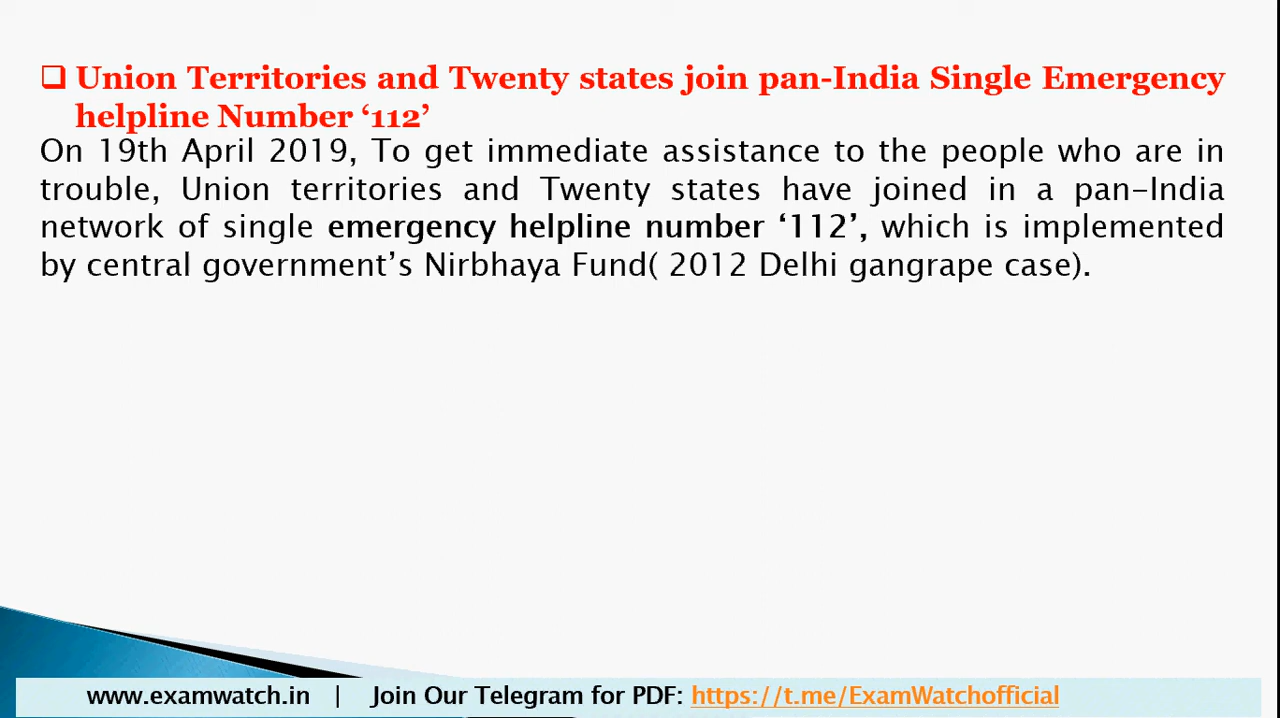 ❑ Union Territories and Twenty states join pan-India Single Emergency
helpline Number ‘112’
On 19th April 2019, To get immediate assistance to the people who are in
trouble, Union territories and Twenty states have joined in a pan-India
network of single emergency helpline number ‘112’, which is implemented
by central government’s Nirbhaya Fund( 2012 Delhi gangrape case).
www.examwatch.in | Join Our Telegram for PDF: https://t.me/ExamWatchofficial